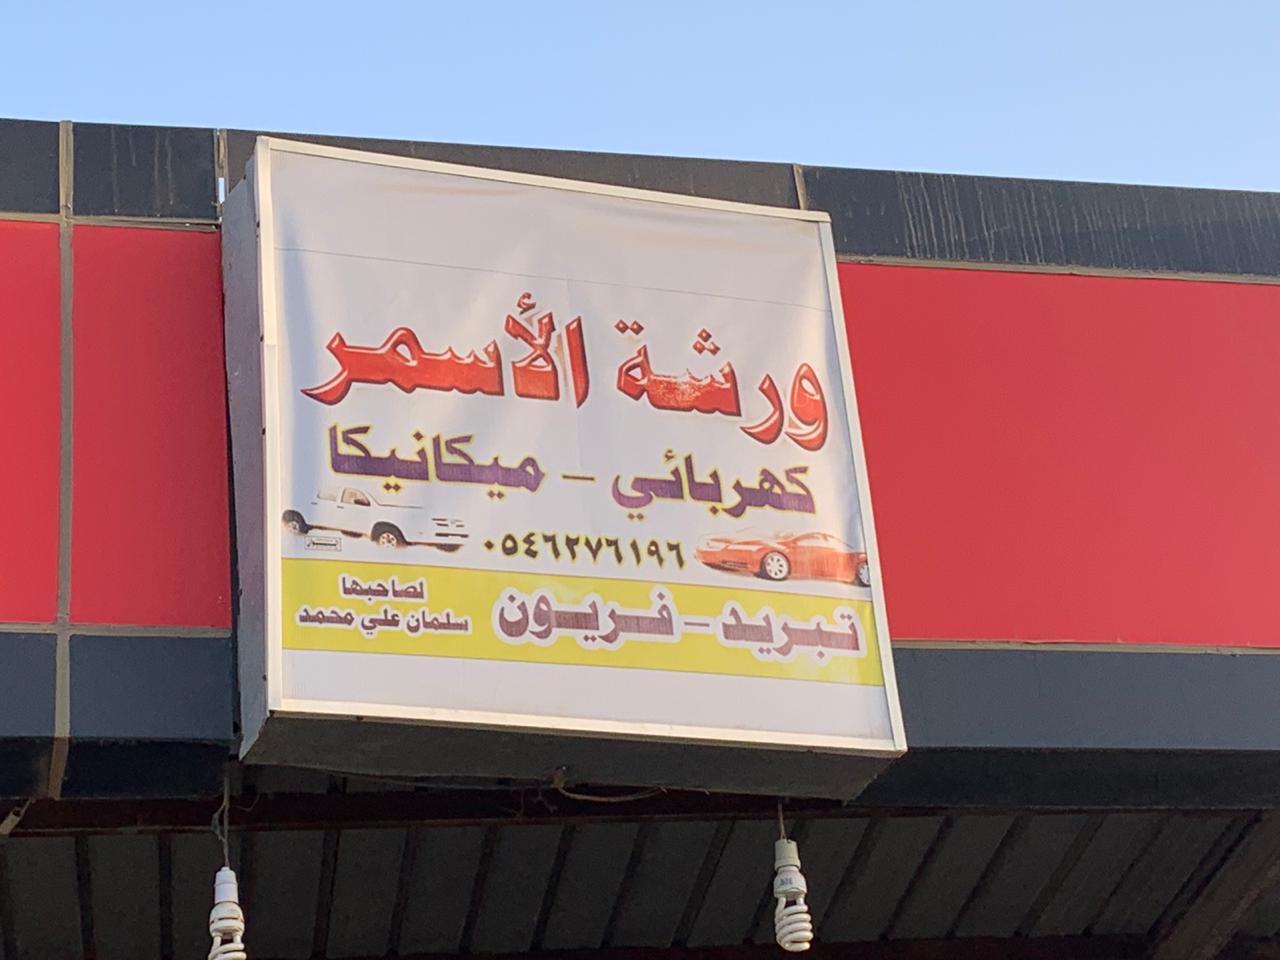 ورشة الأسمر
كهربائي - ميكانيكا
٠٥٤٦٢٧٦١٩٦
تبريد - فريون
لصاحبها
سلمان علي محمد